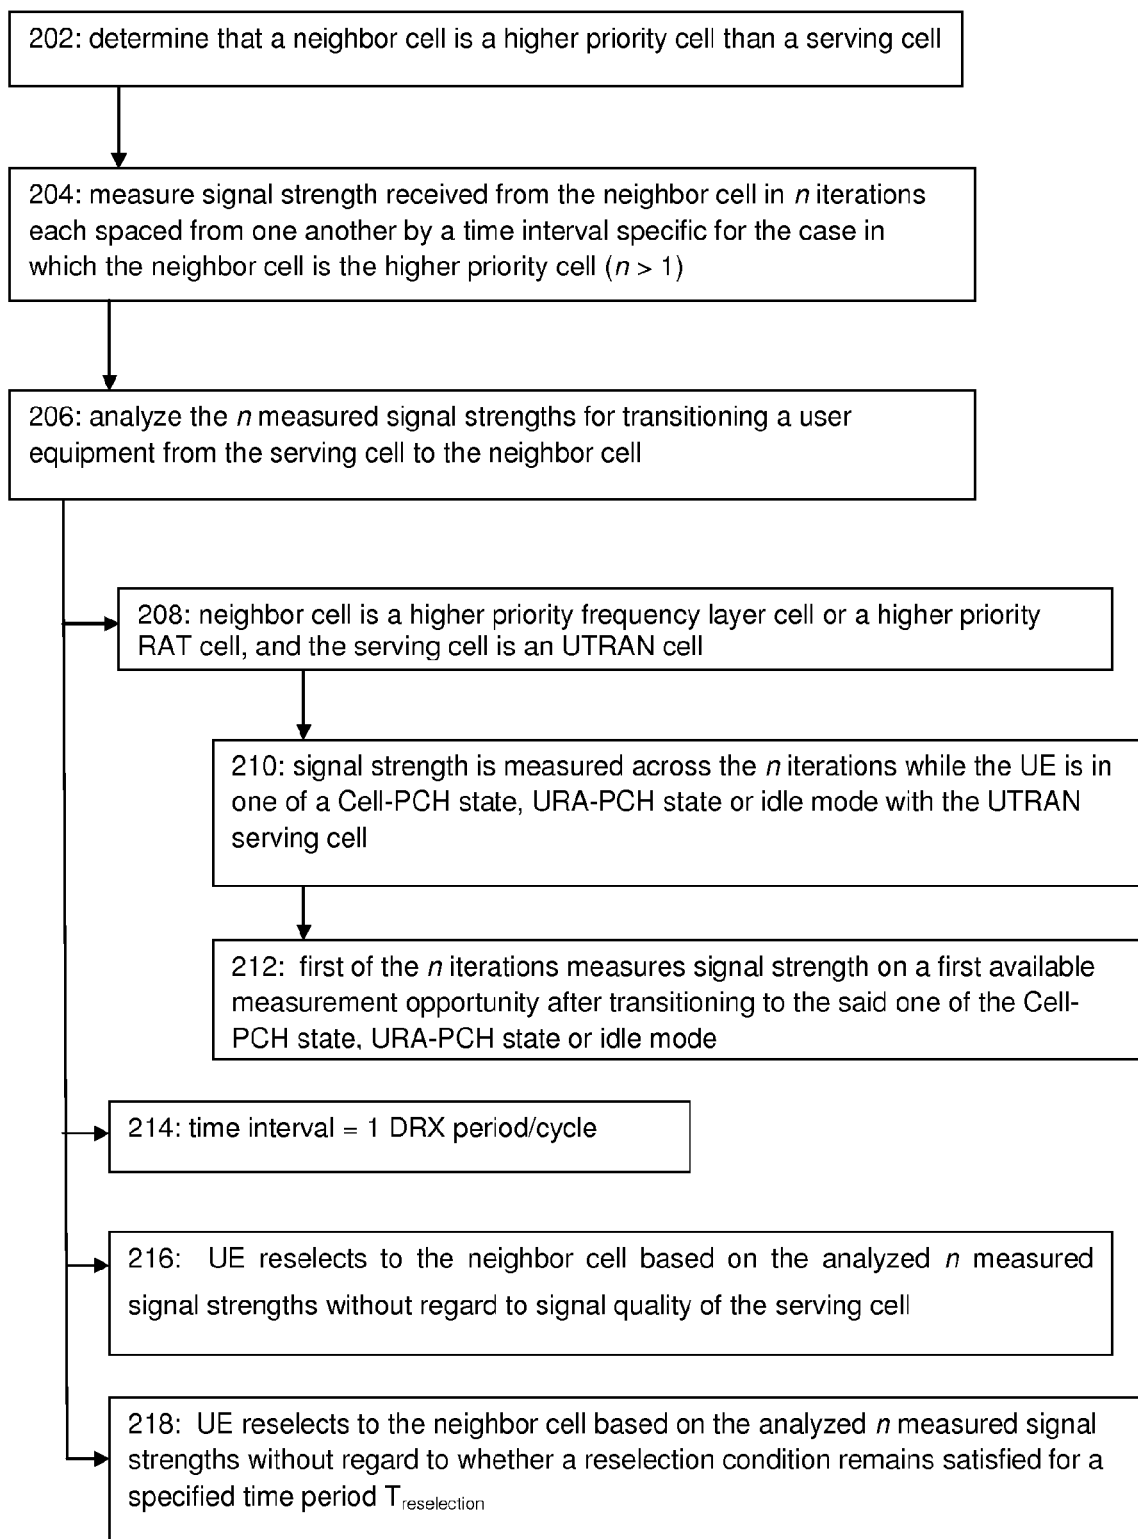 202: determine that a neighbor cell is a higher priority cell than a serving cell
204: measure signal strength received from the neighbor cell in n iterations
each spaced from one another by a time interval specific for the case in
which the neighbor cell is the higher priority cell (n > 1)
206: analyze the n measured signal strengths for transitioning a user
equipment from the serving cell to the neighbor cell
208: neighbor cell is a higher priority frequency layer cell or a higher priority
RAT cell, and the serving cell is an UTRAN cell
210: signal strength is measured across the n iterations while the UE is in
one of a Cell-PCH state, URA-PCH state or idle mode with the UTRAN
serving cell
212: first of the n iterations measures signal strength on a first available
measurement opportunity after transitioning to the said one of the Cell-
PCH state, URA-PCH state or idle mode
214: time interval = 1 DRX period/cycle
216: UE reselects to the neighbor cell based on the analyzed n measured
signal strengths without regard to signal quality of the serving cell
218: UE reselects to the neighbor cell based on the analyzed n measured signal
strengths without regard to whether a reselection condition remains satisfied for a
specified time period Treselection